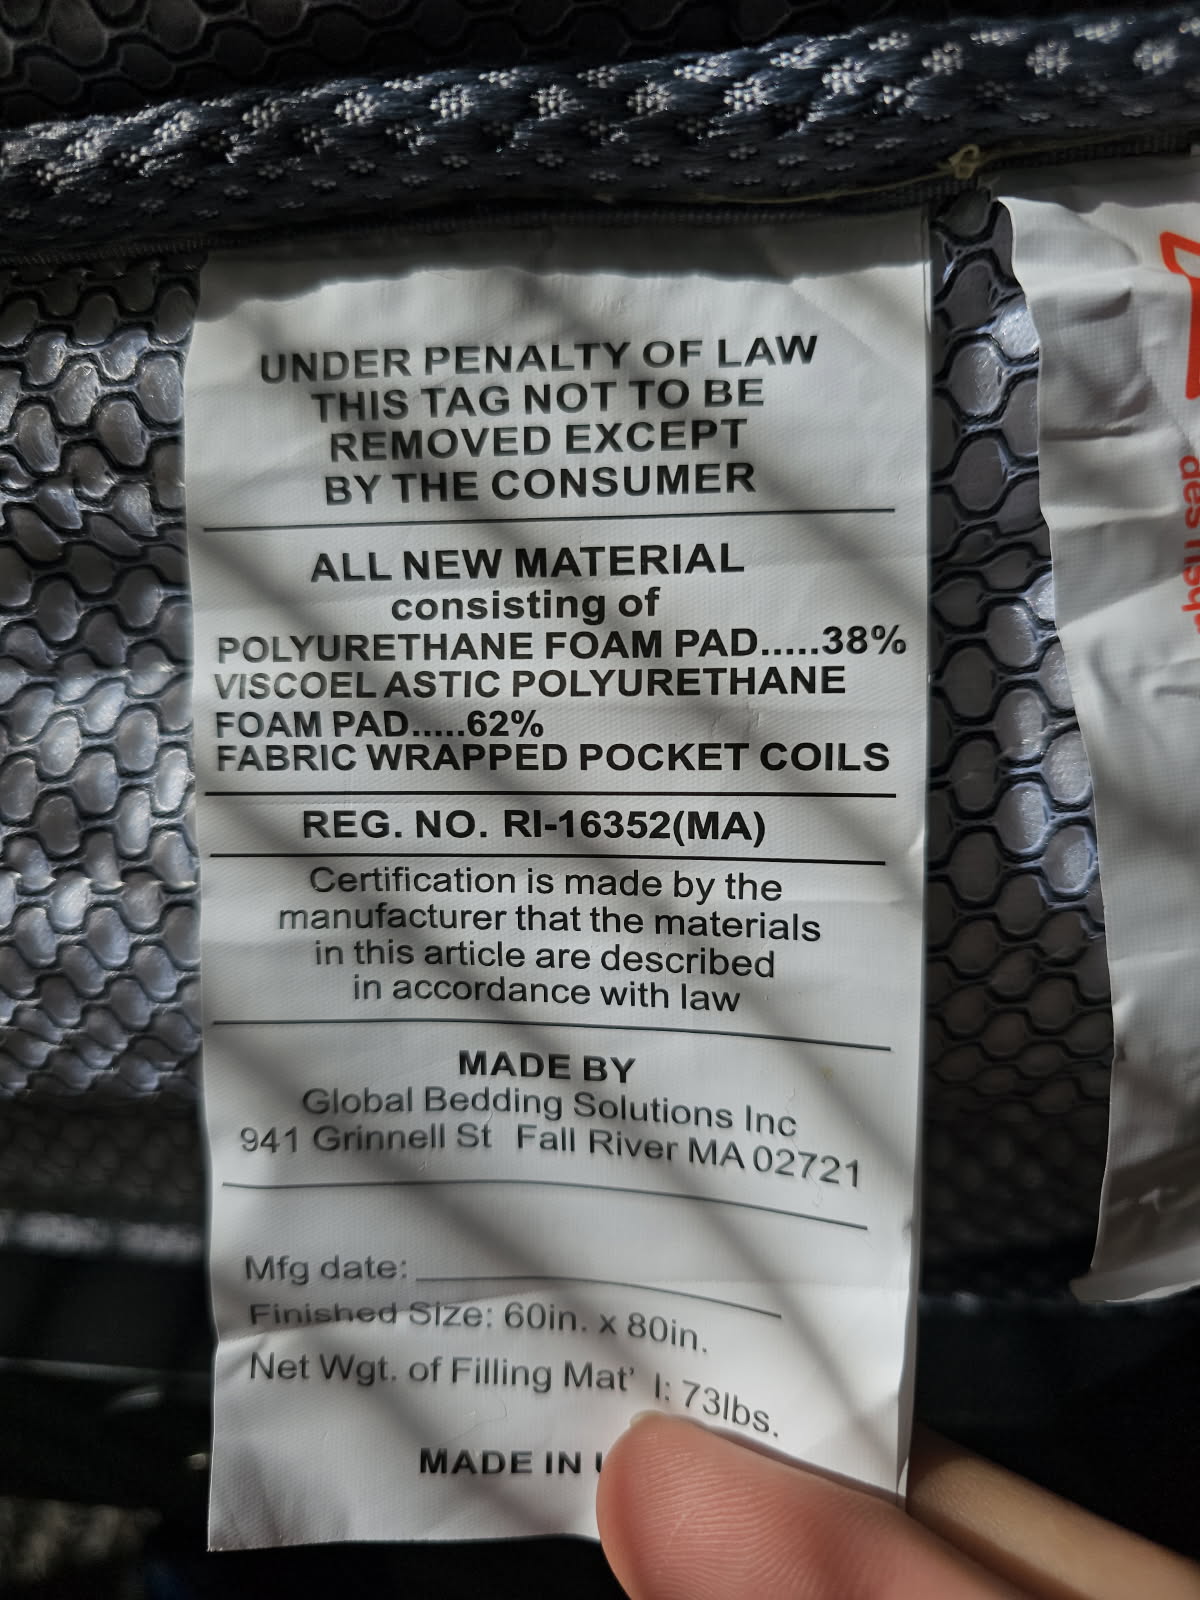 UNDER PENALTY OF LAW
THIS TAG NOT TO BE
REMOVED EXCEPT
BY THE CONSUMER
ALL NEW MATERIAL
consisting of
POLYURETHANE FOAM PAD.....38%
VISCOELASTIC POLYURETHANE
FOAM PAD.....62%
FABRIC WRAPPED POCKET COILS
REG. NO. RI-16352(MA)
Certification is made by the
manufacturer that the materials
in this article are described
in accordance with law
MADE BY
Global Bedding Solutions Inc
941 Grinnell St Fall River MA 02721
Mfg date:
Finished Size: 60in. x 80in.
Net Wgt. of Filling Mat' l: 73lbs.
MADE IN